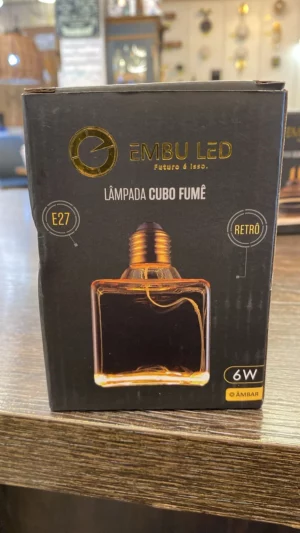 EMBU LED
Futuro é isso.
LÂMPADA CUBO FUMÊ
E27
RETRÔ
6W
ÂMBAR